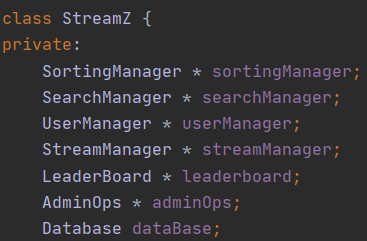 class StreamZ {
private:
    SortingManager * sortingManager;
    SearchManager * searchManager;
    UserManager * userManager;
    StreamManager * streamManager;
    LeaderBoard * leaderboard;
    AdminOps * adminOps;
    Database dataBase;